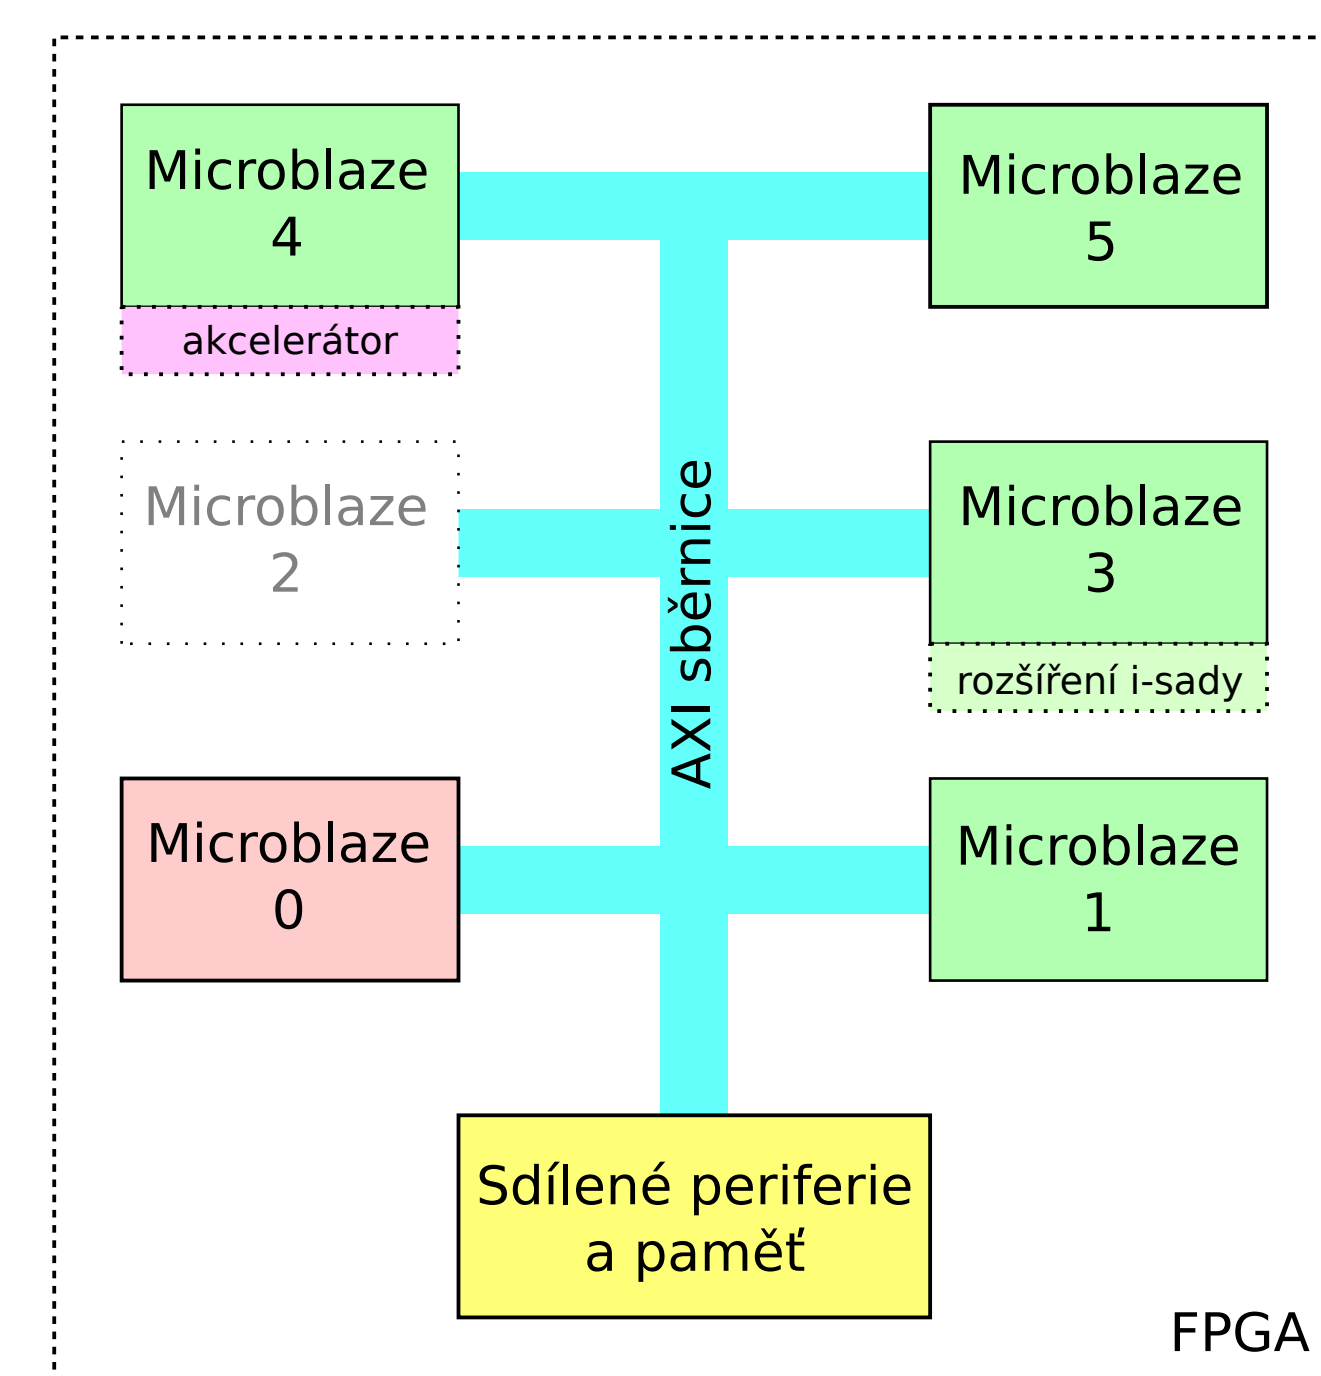 Microblaze
4
Microblaze
5
akcelerátor
Microblaze
2
Microblaze
3
AXI sběrnice
rozšíření i-sady
Microblaze
0
Microblaze
1
Sdílené periferie
a paměť
FPGA